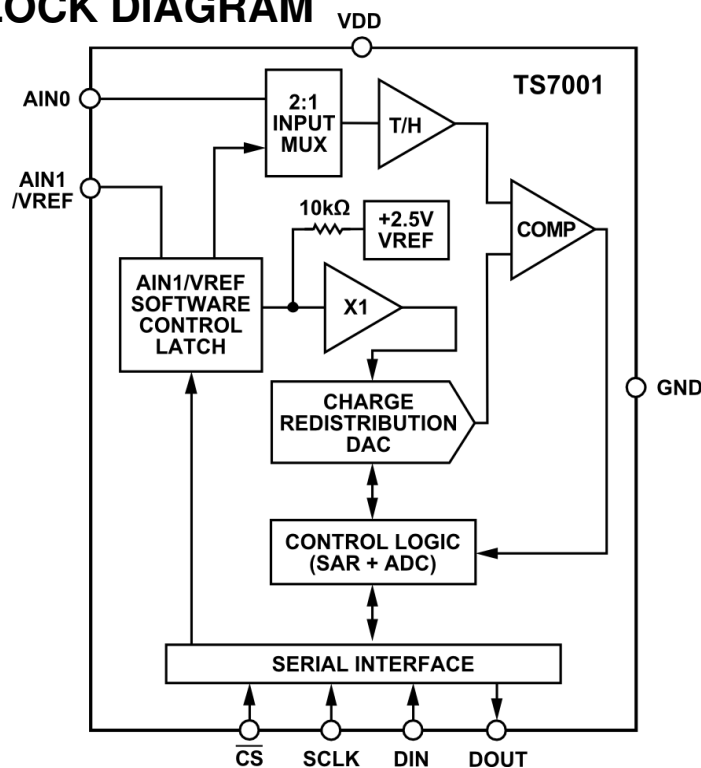 LOCK DIAGRAM
VDD
TS7001
AIN0
2:1
INPUT
MUX
T/H
AIN1
/VREF
10kΩ
+2.5V
VREF
COMP
AIN1/VREF
SOFTWARE
CONTROL
LATCH
X1
GND
CHARGE
REDISTRIBUTION
DAC
CONTROL LOGIC
(SAR + ADC)
SERIAL INTERFACE
CS
SCLK
DIN
DOUT